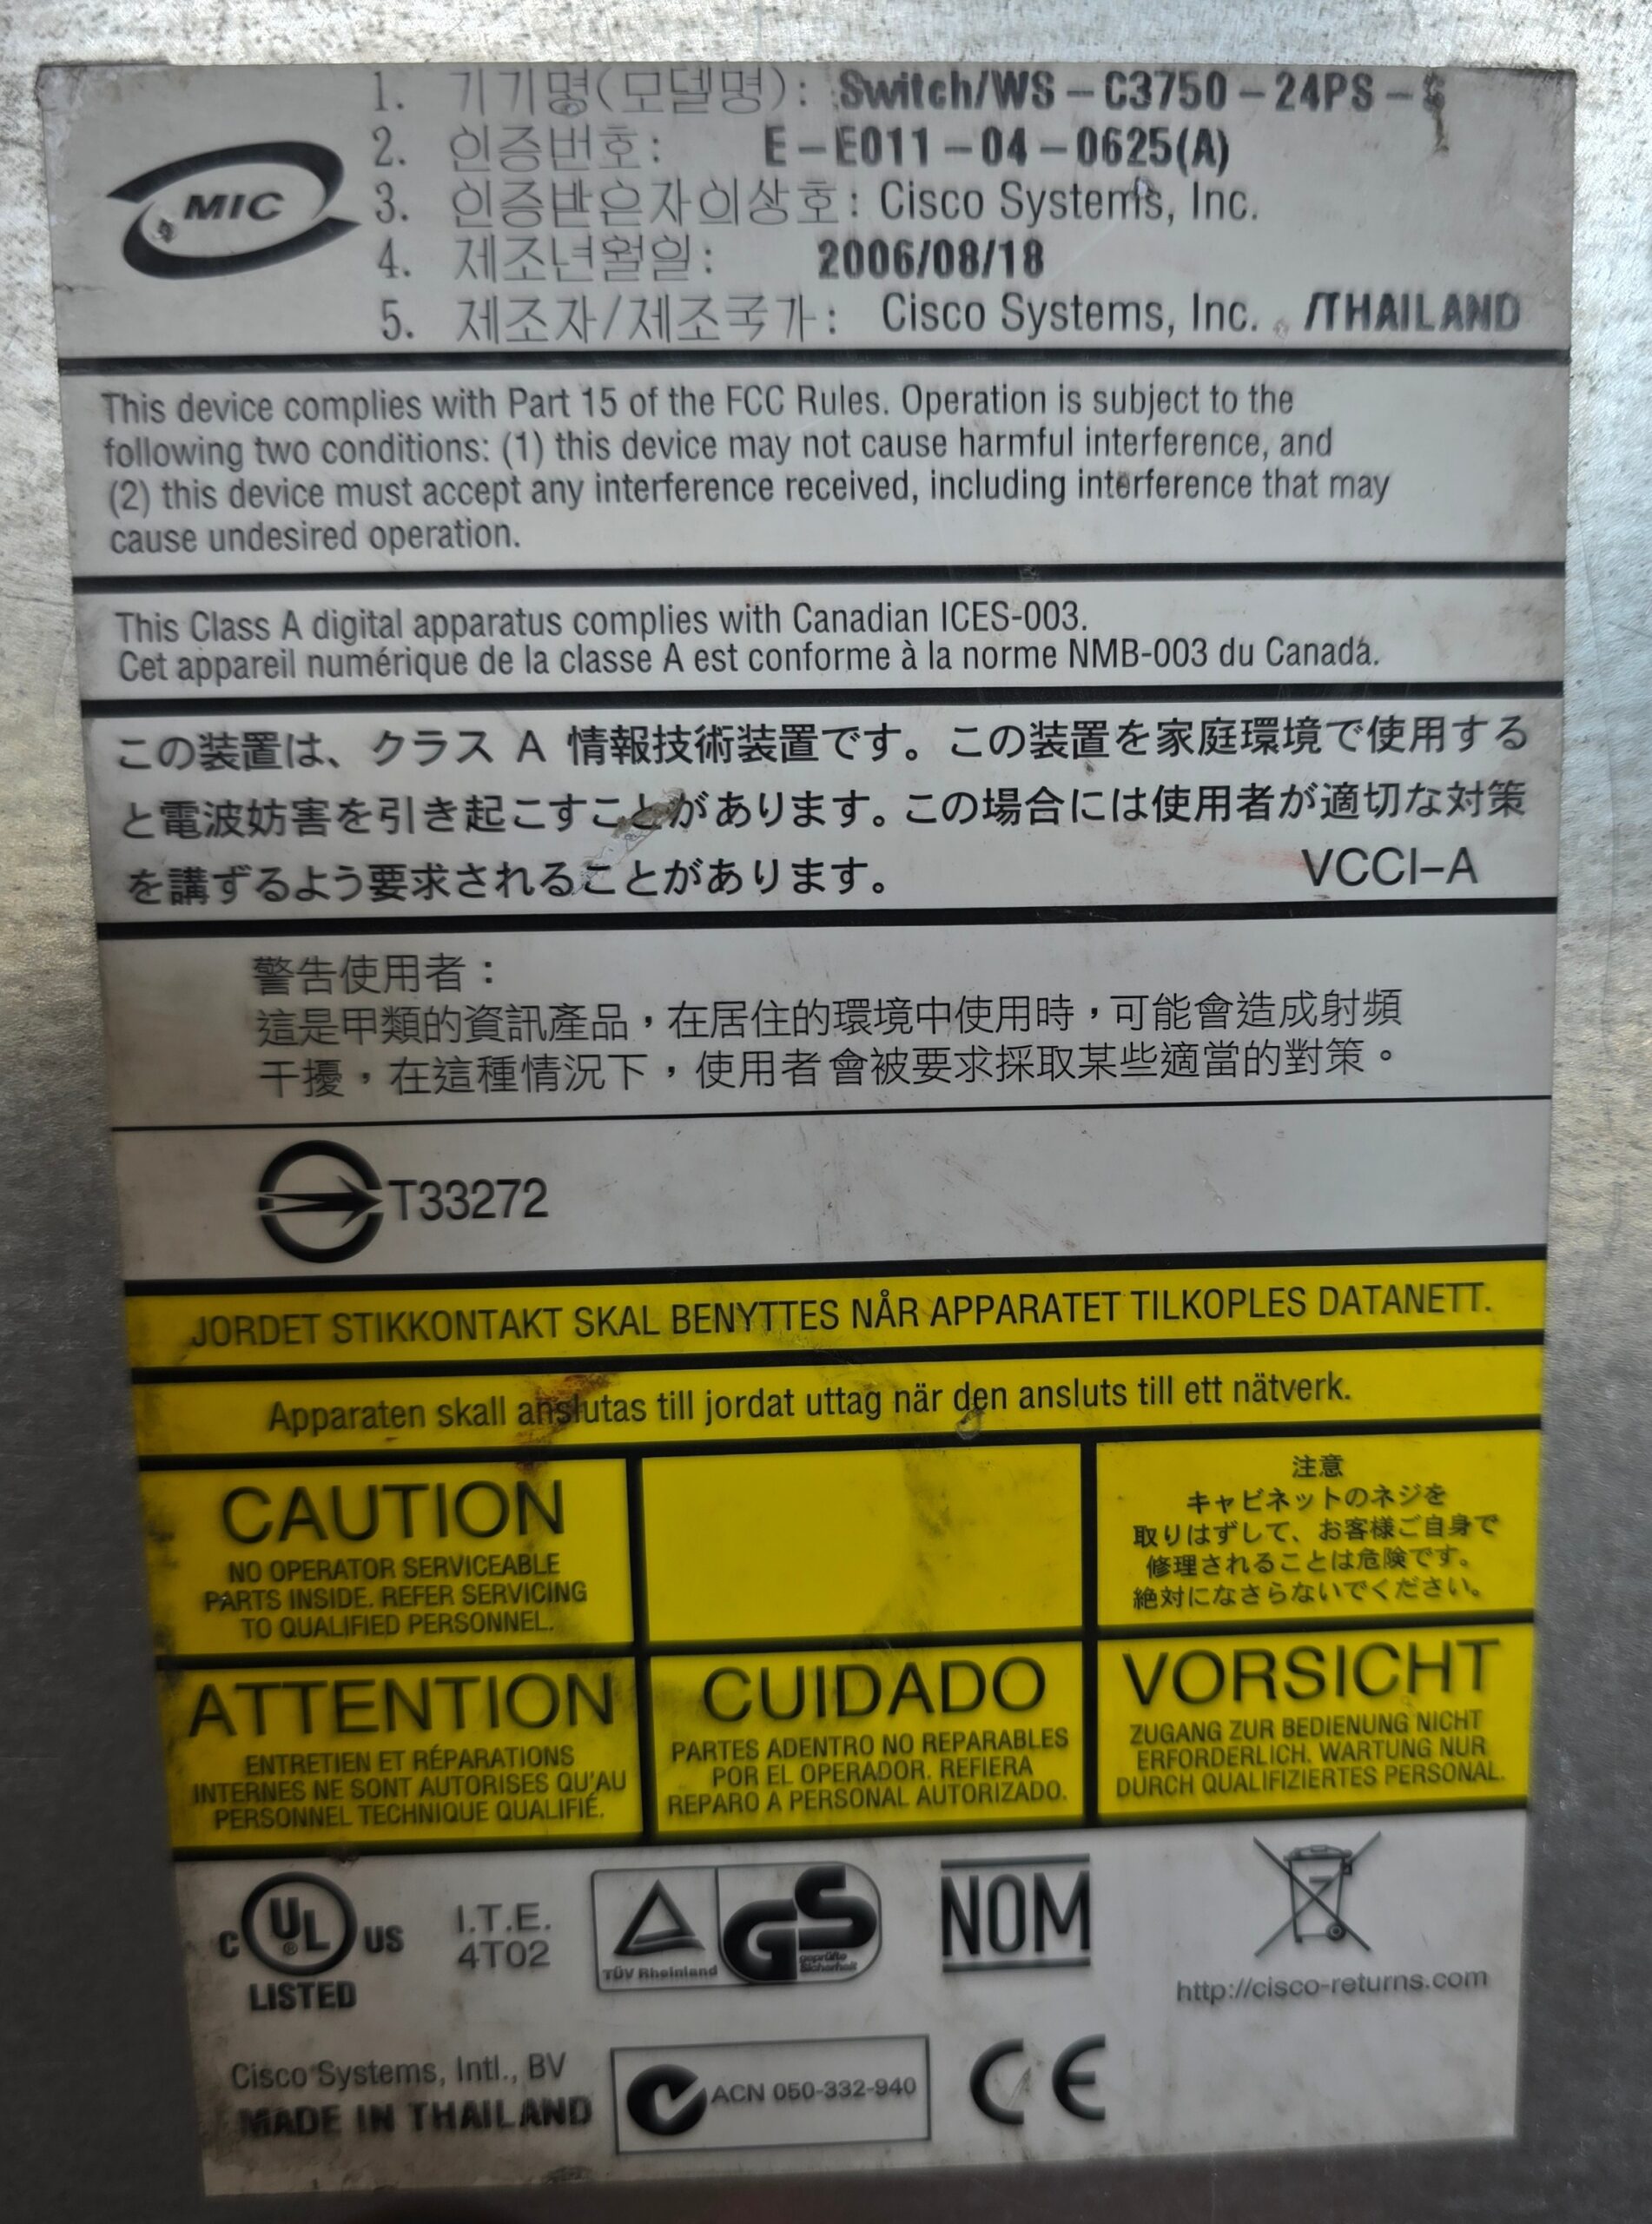 MIC
1. 기기명(모델명): Switch/WS-C3750-24PS-
2. 인증번호: E-E011-04-0625(A)
3. 인증받은자의상호: Cisco Systems, Inc.
4. 제조년월일: 2006/08/18
5. 제조자/제조국가: Cisco Systems, Inc. /THAILAND
This device complies with Part 15 of the FCC Rules. Operation is subject to the
following two conditions: (1) this device may not cause harmful interference, and
(2) this device must accept any interference received, including interference that may
cause undesired operation.
This Class A digital apparatus complies with Canadian ICES-003.
Cet appareil numérique de la classe A est conforme à la norme NMB-003 du Canada.
この装置は、クラス A 情報技術装置です。この装置を家庭環境で使用する
と電波妨害を引き起こすことがあります。この場合には使用者が適切な対策
を講ずるよう要求されることがあります。 VCCI-A
警告使用者：
這是甲類的資訊產品，在居住的環境中使用時，可能會造成射頻
干擾，在這種情況下，使用者會被要求採取某些適當的對策。
T33272
JORDET STIKKONTAKT SKAL BENYTTES NÅR APPARATET TILKOPLES DATANETT.
Apparaten skall anslutas till jordat uttag när den ansluts till ett nätverk.
CAUTION
NO OPERATOR SERVICEABLE
PARTS INSIDE. REFER SERVICING
TO QUALIFIED PERSONNEL.
注意
キャビネットのネジを
取りはずして、お客様ご自身で
修理されることは危険です。
絶対になさらないでください。
ATTENTION
ENTRETIEN ET RÉPARATIONS
INTERNES NE SONT AUTORISES QU'AU
PERSONNEL TECHNIQUE QUALIFIÉ.
CUIDADO
PARTES ADENTRO NO REPARABLES
POR EL OPERADOR. REFIERA
REPARO A PERSONAL AUTORIZADO.
VORSICHT
ZUGANG ZUR BEDIENUNG NICHT
ERFORDERLICH. WARTUNG NUR
DURCH QUALIFIZIERTES PERSONAL.
C UL ® US
LISTED
I.T.E.
4T02
TÜV Rheinland
GS
geprüfte
Sicherheit
NOM
http://cisco-returns.com
Cisco Systems, Intl., BV
MADE IN THAILAND
ACN 050-332-940
CE